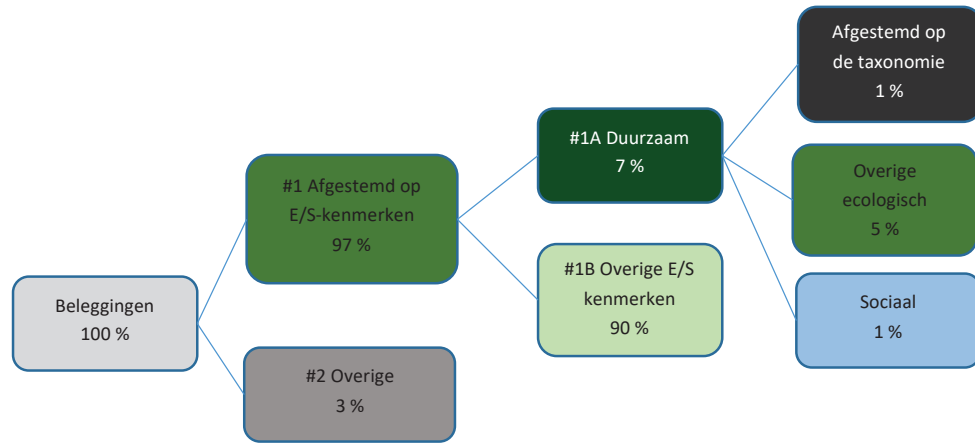 Beleggingen
100 %
#1 Afgestemd op
E/S-kenmerken
97 %
#2 Overige
3 %
#1A Duurzaam
7 %
#1B Overige E/S
kenmerken
90 %
Afgestemd op
de taxonomie
1 %
Overige
ecologisch
5 %
Sociaal
1 %